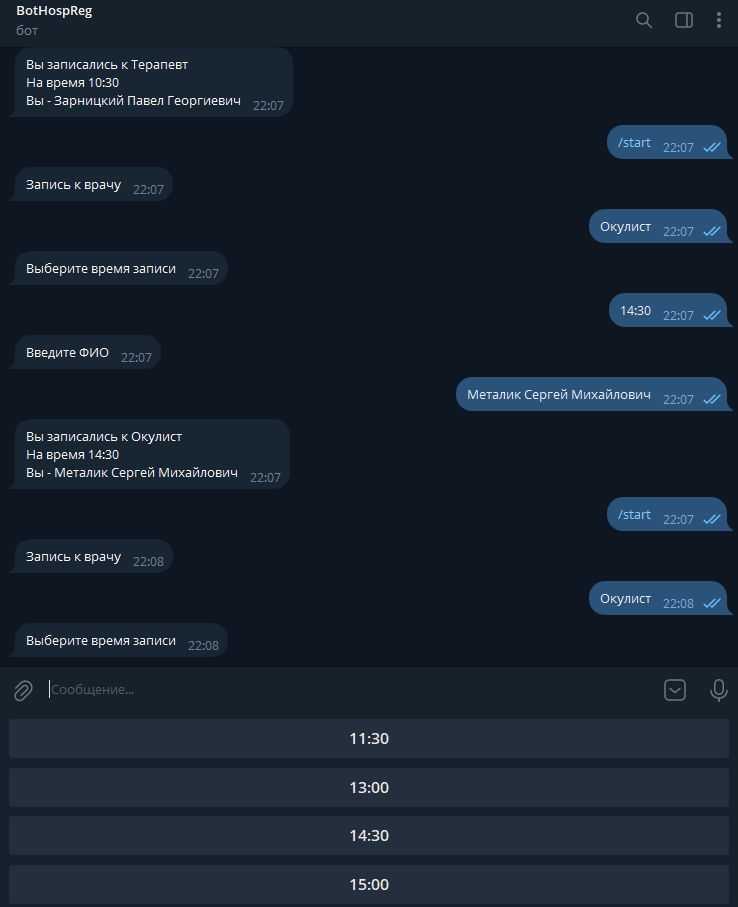 BotHospReg
бот
Вы записались к Терапевт
На время 10:30
Вы - Зарницкий Павел Георгиевич 22:07
/start 22:07
Запись к врачу 22:07
Окулист 22:07
Выберите время записи 22:07
14:30 22:07
Введите ФИО 22:07
Металик Сергей Михайлович 22:07
Вы записались к Окулист
На время 14:30
Вы - Металик Сергей Михайлович 22:07
/start 22:07
Запись к врачу 22:08
Окулист 22:08
Выберите время записи 22:08
Сообщение...
11:30
13:00
14:30
15:00